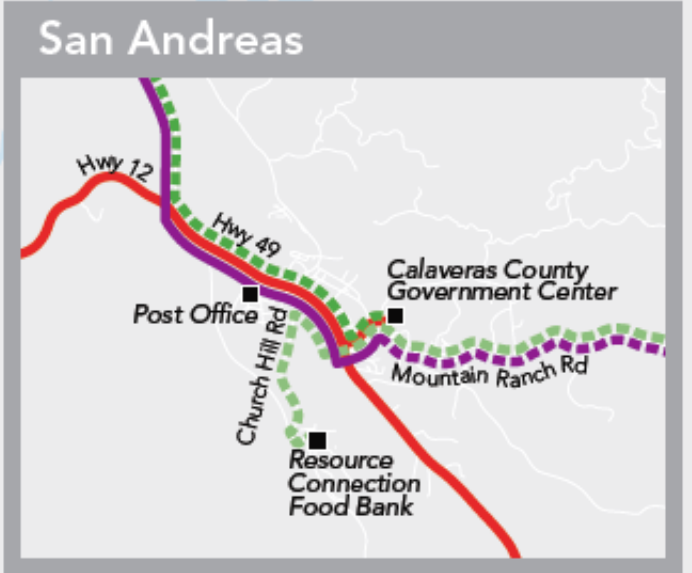 San Andreas
Hwy 12
Hwy 49
Calaveras County
Government Center
Post Office
Church Hill Rd
Mountain Ranch Rd
Resource
Connection
Food Bank